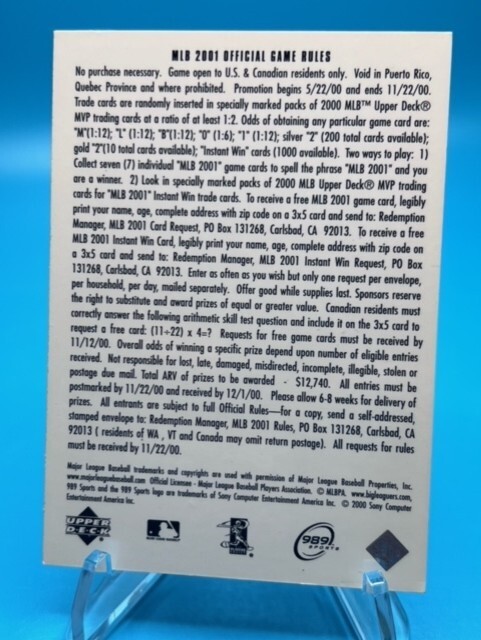 MLB 2001 OFFICIAL GAME RULES
No purchase necessary. Game open to U.S. & Canadian residents only. Void in Puerto Rico,
Quebec Province and where prohibited. Promotion begins 5/22/00 and ends 11/22/00.
Trade cards are randomly inserted in specially marked packs of 2000 MLB™ Upper Deck®
MVP trading cards at a ratio of at least 1:2. Odds of obtaining any particular game card are:
"M"(1:12); "L" (1:12); "B"(1:12); "0" (1:6); "1" (1:12); silver "2" (200 total cards available);
gold "2"(10 total cards available); "Instant Win" cards (1000 available). Two ways to play: 1)
Collect seven (7) individual "MLB 2001" game cards to spell the phrase "MLB 2001" and you
are a winner. 2) Look in specially marked packs of 2000 MLB Upper Deck® MVP trading
cards for "MLB 2001" Instant Win trade cards. To receive a free MLB 2001 game card, legibly
print your name, age, complete address with zip code on a 3x5 card and send to: Redemption
Manager, MLB 2001 Card Request, PO Box 131268, Carlsbad, CA 92013. To receive a free
MLB 2001 Instant Win Card, legibly print your name, age, complete address with zip code on
a 3x5 card and send to: Redemption Manager, MLB 2001 Instant Win Request, PO Box
131268, Carlsbad, CA 92013. Enter as often as you wish but only one request per envelope,
per household, per day, mailed separately. Offer good while supplies last. Sponsors reserve
the right to substitute and award prizes of equal or greater value. Canadian residents must
correctly answer the following arithmetic skill test question and include it on the 3x5 card to
request a free card: (11÷22) x 4=? Requests for free game cards must be received by
11/12/00. Overall odds of winning a specific prize depend upon number of eligible entries
received. Not responsible for lost, late, damaged, misdirected, incomplete, illegible, stolen or
postage due mail. Total ARV of prizes to be awarded - $12,740. All entries must be
postmarked by 11/22/00 and received by 12/1/00. Please allow 6-8 weeks for delivery of
prizes. All entrants are subject to full Official Rules—for a copy, send a self-addressed,
stamped envelope to: Redemption Manager, MLB 2001 Rules, PO Box 131268, Carlsbad, CA
92013 ( residents of WA , VT and Canada may omit return postage). All requests for rules
must be received by 11/22/00.
Major League Baseball trademarks and copyrights are used with permission of Major League Baseball Properties, Inc.
www.majorleaguebaseball.com Official Licensee - Major League Baseball Players Association. © MLBPA. www.bigleaguers.com.
989 Sports and the 989 Sports logo are trademarks of Sony Computer Entertainment America Inc. © 2000 Sony Computer
Entertainment America Inc.
UPPER
DECK
989
SPORTS